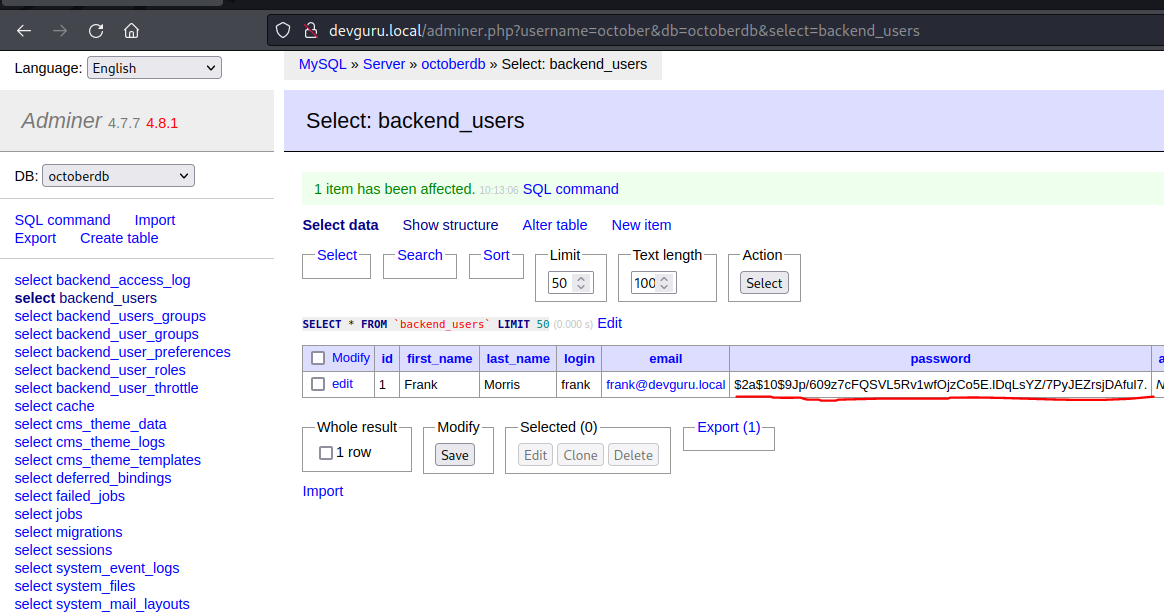 devguru.local/adminer.php?username=october&db=octoberdb&select=backend_users
Language: English
MySQL » Server » octoberdb » Select: backend_users
Adminer 4.7.7 4.8.1
Select: backend_users
DB: octoberdb
1 item has been affected. 10:13:06 SQL command
SQL command Import
Export Create table
Select data Show structure Alter table New item
Select Search Sort Limit Text length Action
50 100 Select
SELECT * FROM `backend_users` LIMIT 50 (0.000 s) Edit
select backend_access_log
select backend_users
select backend_users_groups
select backend_user_groups
select backend_user_preferences
select backend_user_roles
select backend_user_throttle
select cache
select cms_theme_data
select cms_theme_logs
select cms_theme_templates
select deferred_bindings
select failed_jobs
select jobs
select migrations
select sessions
select system_event_logs
select system_files
select system_mail_layouts
Modify id first_name last_name login email password
edit 1 Frank Morris frank frank@devguru.local
Whole result Modify Selected (0) Export (1)
1 row Save Edit Clone Delete
Import